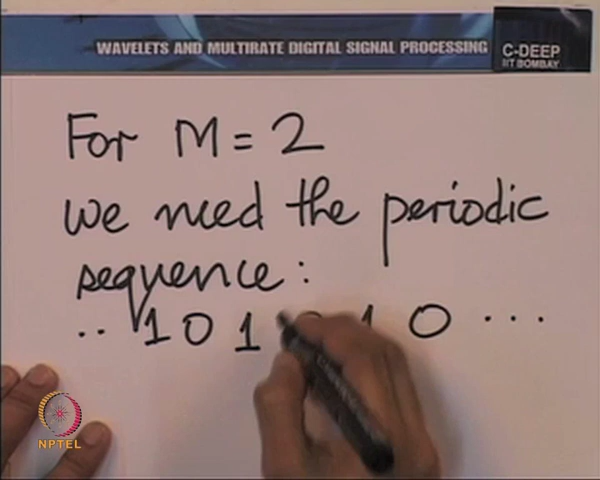 WAVELETS AND MULTIRATE DIGITAL SIGNAL PROCESSING
C-DEEP
IIT BOMBAY
For M = 2
we need the periodic
sequence:
.. 1 0 1 0 1 0 ...
NPTEL